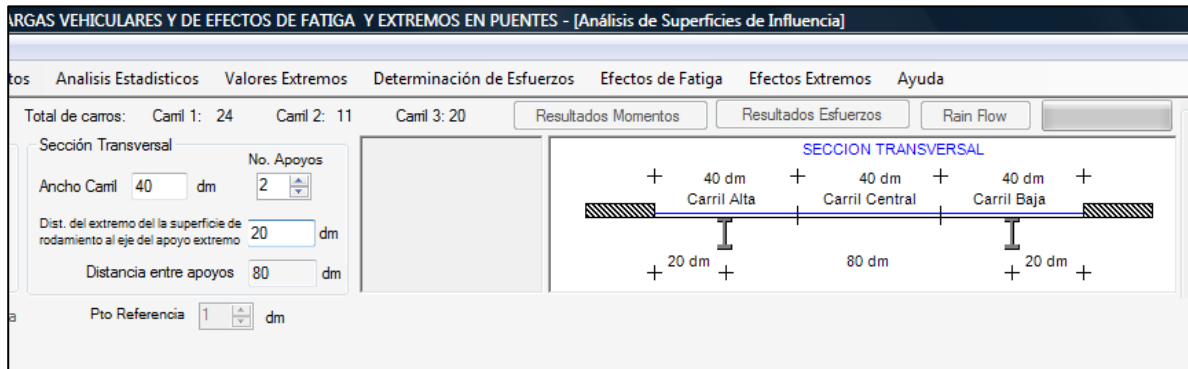 ARGAS VEHICULARES Y DE EFECTOS DE FATIGA Y EXTREMOS EN PUENTES - [Análisis de Superficies de Influencia]
tos Analisis Estadisticos Valores Extremos Determinación de Esfuerzos Efectos de Fatiga Efectos Extremos Ayuda
Total de carros: Carril 1: 24 Carril 2: 11 Carril 3: 20 Resultados Momentos Resultados Esfuerzos Rain Flow
Sección Transversal
No. Apoyos
Ancho Carril 40 dm 2
Dist. del extremo del la superficie de
rodamiento al eje del apoyo extremo 20 dm
Distancia entre apoyos 80 dm
a Pto Referencia 1 dm
SECCION TRANSVERSAL
40 dm 40 dm 40 dm
Carril Alta Carril Central Carril Baja
20 dm 80 dm 20 dm